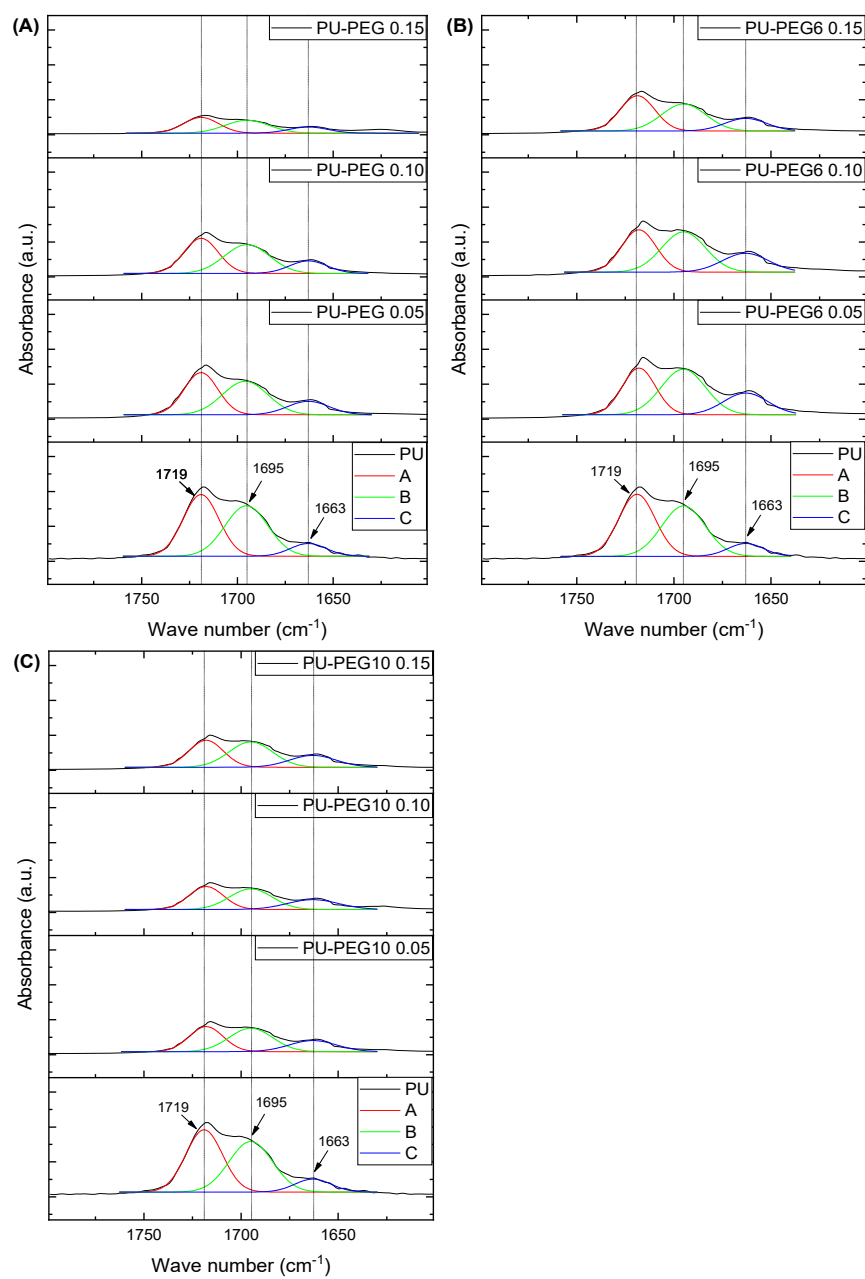 (A)
PU-PEG 0.15
PU-PEG 0.10
PU-PEG 0.05
PU
A
B
C
1719
1695
1663
Absorbance (a.u.)
1750
1700
1650
Wave number (cm⁻¹)
(B)
PU-PEG6 0.15
PU-PEG6 0.10
PU-PEG6 0.05
PU
A
B
C
1719
1695
1663
Absorbance (a.u.)
1750
1700
1650
Wave number (cm⁻¹)
(C)
PU-PEG10 0.15
PU-PEG10 0.10
PU-PEG10 0.05
PU
A
B
C
1719
1695
1663
Absorbance (a.u.)
1750
1700
1650
Wave number (cm⁻¹)